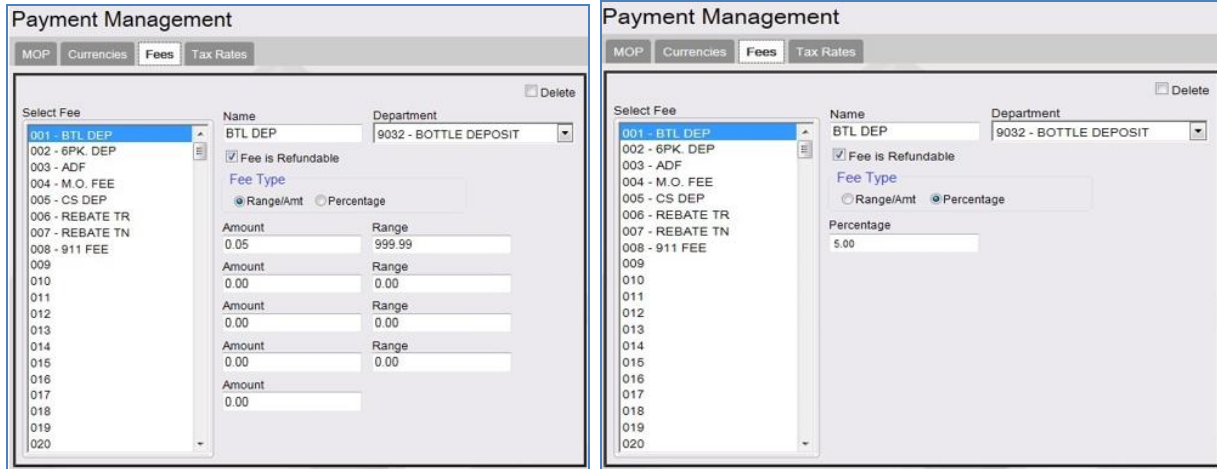 Payment Management
MOP Currencies Fees Tax Rates
Delete
Select Fee
001 - BTL DEP
002 - 6PK. DEP
003 - ADF
004 - M.O. FEE
005 - CS DEP
006 - REBATE TR
007 - REBATE TN
008 - 911 FEE
009
010
011
012
013
014
015
016
017
018
019
020
Name Department
BTL DEP 9032 - BOTTLE DEPOSIT
Fee is Refundable
Fee Type
Range/Amt Percentage
Amount Range
0.05 999.99
Amount Range
0.00 0.00
Amount Range
0.00 0.00
Amount Range
0.00 0.00
Amount
0.00
Payment Management
MOP Currencies Fees Tax Rates
Delete
Select Fee
001 - BTL DEP
002 - 6PK. DEP
003 - ADF
004 - M.O. FEE
005 - CS DEP
006 - REBATE TR
007 - REBATE TN
008 - 911 FEE
009
010
011
012
013
014
015
016
017
018
019
020
Name Department
BTL DEP 9032 - BOTTLE DEPOSIT
Fee is Refundable
Fee Type
Range/Amt Percentage
Percentage
5.00